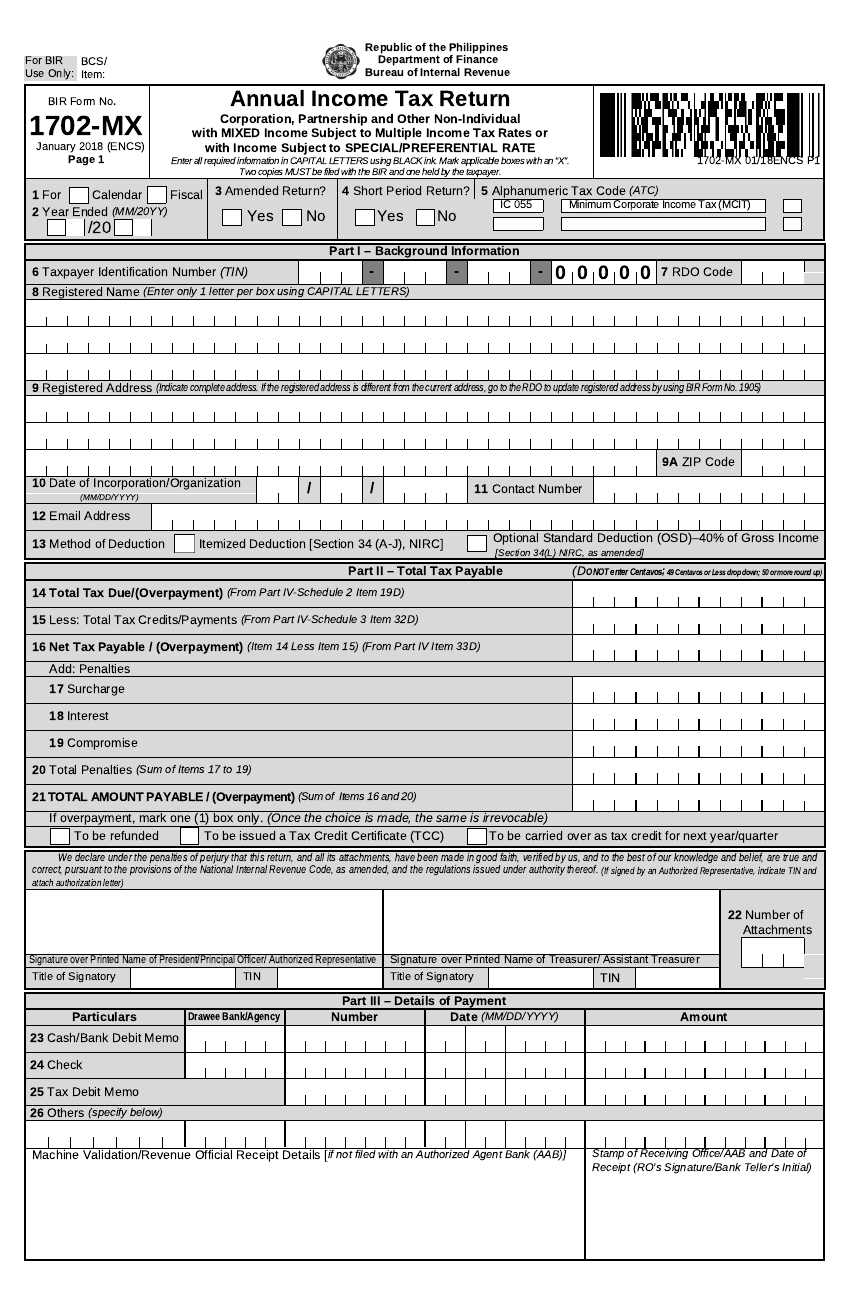 Republic of the Philippines
Department of Finance
Bureau of Internal Revenue
For BIR BCS/
Use Only: Item:
BIR Form No.
1702-MX
January 2018 (ENCS)
Page 1
Annual Income Tax Return
Corporation, Partnership and Other Non-Individual
with MIXED Income Subject to Multiple Income Tax Rates or
with Income Subject to SPECIAL/PREFERENTIAL RATE
Enter all required information in CAPITAL LETTERS using BLACK ink. Mark applicable boxes with an "X".
Two copies MUST be filed with the BIR and one held by the taxpayer.
1702-MX 01/18ENCS P1
1 For Calendar Fiscal
2 Year Ended (MM/20YY)
/20
3 Amended Return?
Yes No
4 Short Period Return?
Yes No
5 Alphanumeric Tax Code (ATC)
IC 055 Minimum Corporate Income Tax (MCIT)
Part I – Background Information
6 Taxpayer Identification Number (TIN) - - - 0 0 0 0 0 7 RDO Code
8 Registered Name (Enter only 1 letter per box using CAPITAL LETTERS)
9 Registered Address (Indicate complete address. If the registered address is different from the current address, go to the RDO to update registered address by using BIR Form No. 1905)
9A ZIP Code
10 Date of Incorporation/Organization / / 11 Contact Number
(MM/DD/YYYY)
12 Email Address
13 Method of Deduction Itemized Deduction [Section 34 (A-J), NIRC] Optional Standard Deduction (OSD)–40% of Gross Income
[Section 34(L) NIRC, as amended]
Part II – Total Tax Payable (DO NOT enter Centavos; 49 Centavos or Less drop down; 50 or more round up)
14 Total Tax Due/(Overpayment) (From Part IV-Schedule 2 Item 19D)
15 Less: Total Tax Credits/Payments (From Part IV-Schedule 3 Item 32D)
16 Net Tax Payable / (Overpayment) (Item 14 Less Item 15) (From Part IV Item 33D)
Add: Penalties
17 Surcharge
18 Interest
19 Compromise
20 Total Penalties (Sum of Items 17 to 19)
21 TOTAL AMOUNT PAYABLE / (Overpayment) (Sum of Items 16 and 20)
If overpayment, mark one (1) box only. (Once the choice is made, the same is irrevocable)
To be refunded To be issued a Tax Credit Certificate (TCC) To be carried over as tax credit for next year/quarter
We declare under the penalties of perjury that this return, and all its attachments, have been made in good faith, verified by us, and to the best of our knowledge and belief, are true and
correct, pursuant to the provisions of the National Internal Revenue Code, as amended, and the regulations issued under authority thereof. (If signed by an Authorized Representative, indicate TIN and
attach authorization letter)
22 Number of
Attachments
Signature over Printed Name of President/Principal Officer/ Authorized Representative Signature over Printed Name of Treasurer/ Assistant Treasurer
Title of Signatory TIN Title of Signatory TIN
Part III – Details of Payment
Particulars Drawee Bank/Agency Number Date (MM/DD/YYYY) Amount
23 Cash/Bank Debit Memo
24 Check
25 Tax Debit Memo
26 Others (specify below)
Machine Validation/Revenue Official Receipt Details [if not filed with an Authorized Agent Bank (AAB)]
Stamp of Receiving Office/AAB and Date of
Receipt (RO's Signature/Bank Teller's Initial)